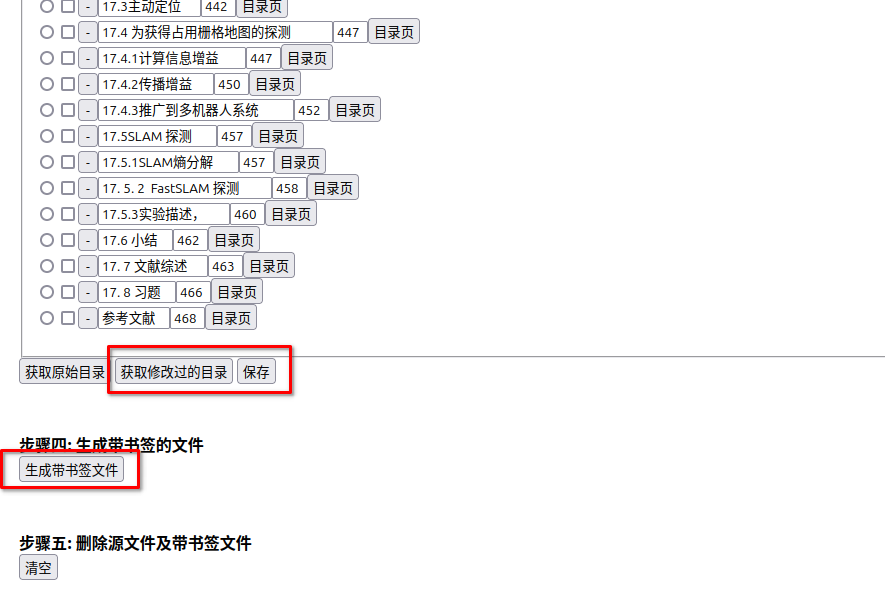 - 17.3主动定位 442 目录页
- 17.4 为获得占用栅格地图的探测 447 目录页
- 17.4.1计算信息增益 447 目录页
- 17.4.2传播增益 450 目录页
- 17.4.3推广到多机器人系统 452 目录页
- 17.5SLAM 探测 457 目录页
- 17.5.1SLAM熵分解 457 目录页
- 17. 5. 2 FastSLAM 探测 458 目录页
- 17.5.3实验描述， 460 目录页
- 17.6 小结 462 目录页
- 17. 7 文献综述 463 目录页
- 17. 8 习题 466 目录页
- 参考文献 468 目录页
获取原始目录 获取修改过的目录 保存
步骤四: 生成带书签的文件
生成带书签文件
步骤五: 删除源文件及带书签文件
清空